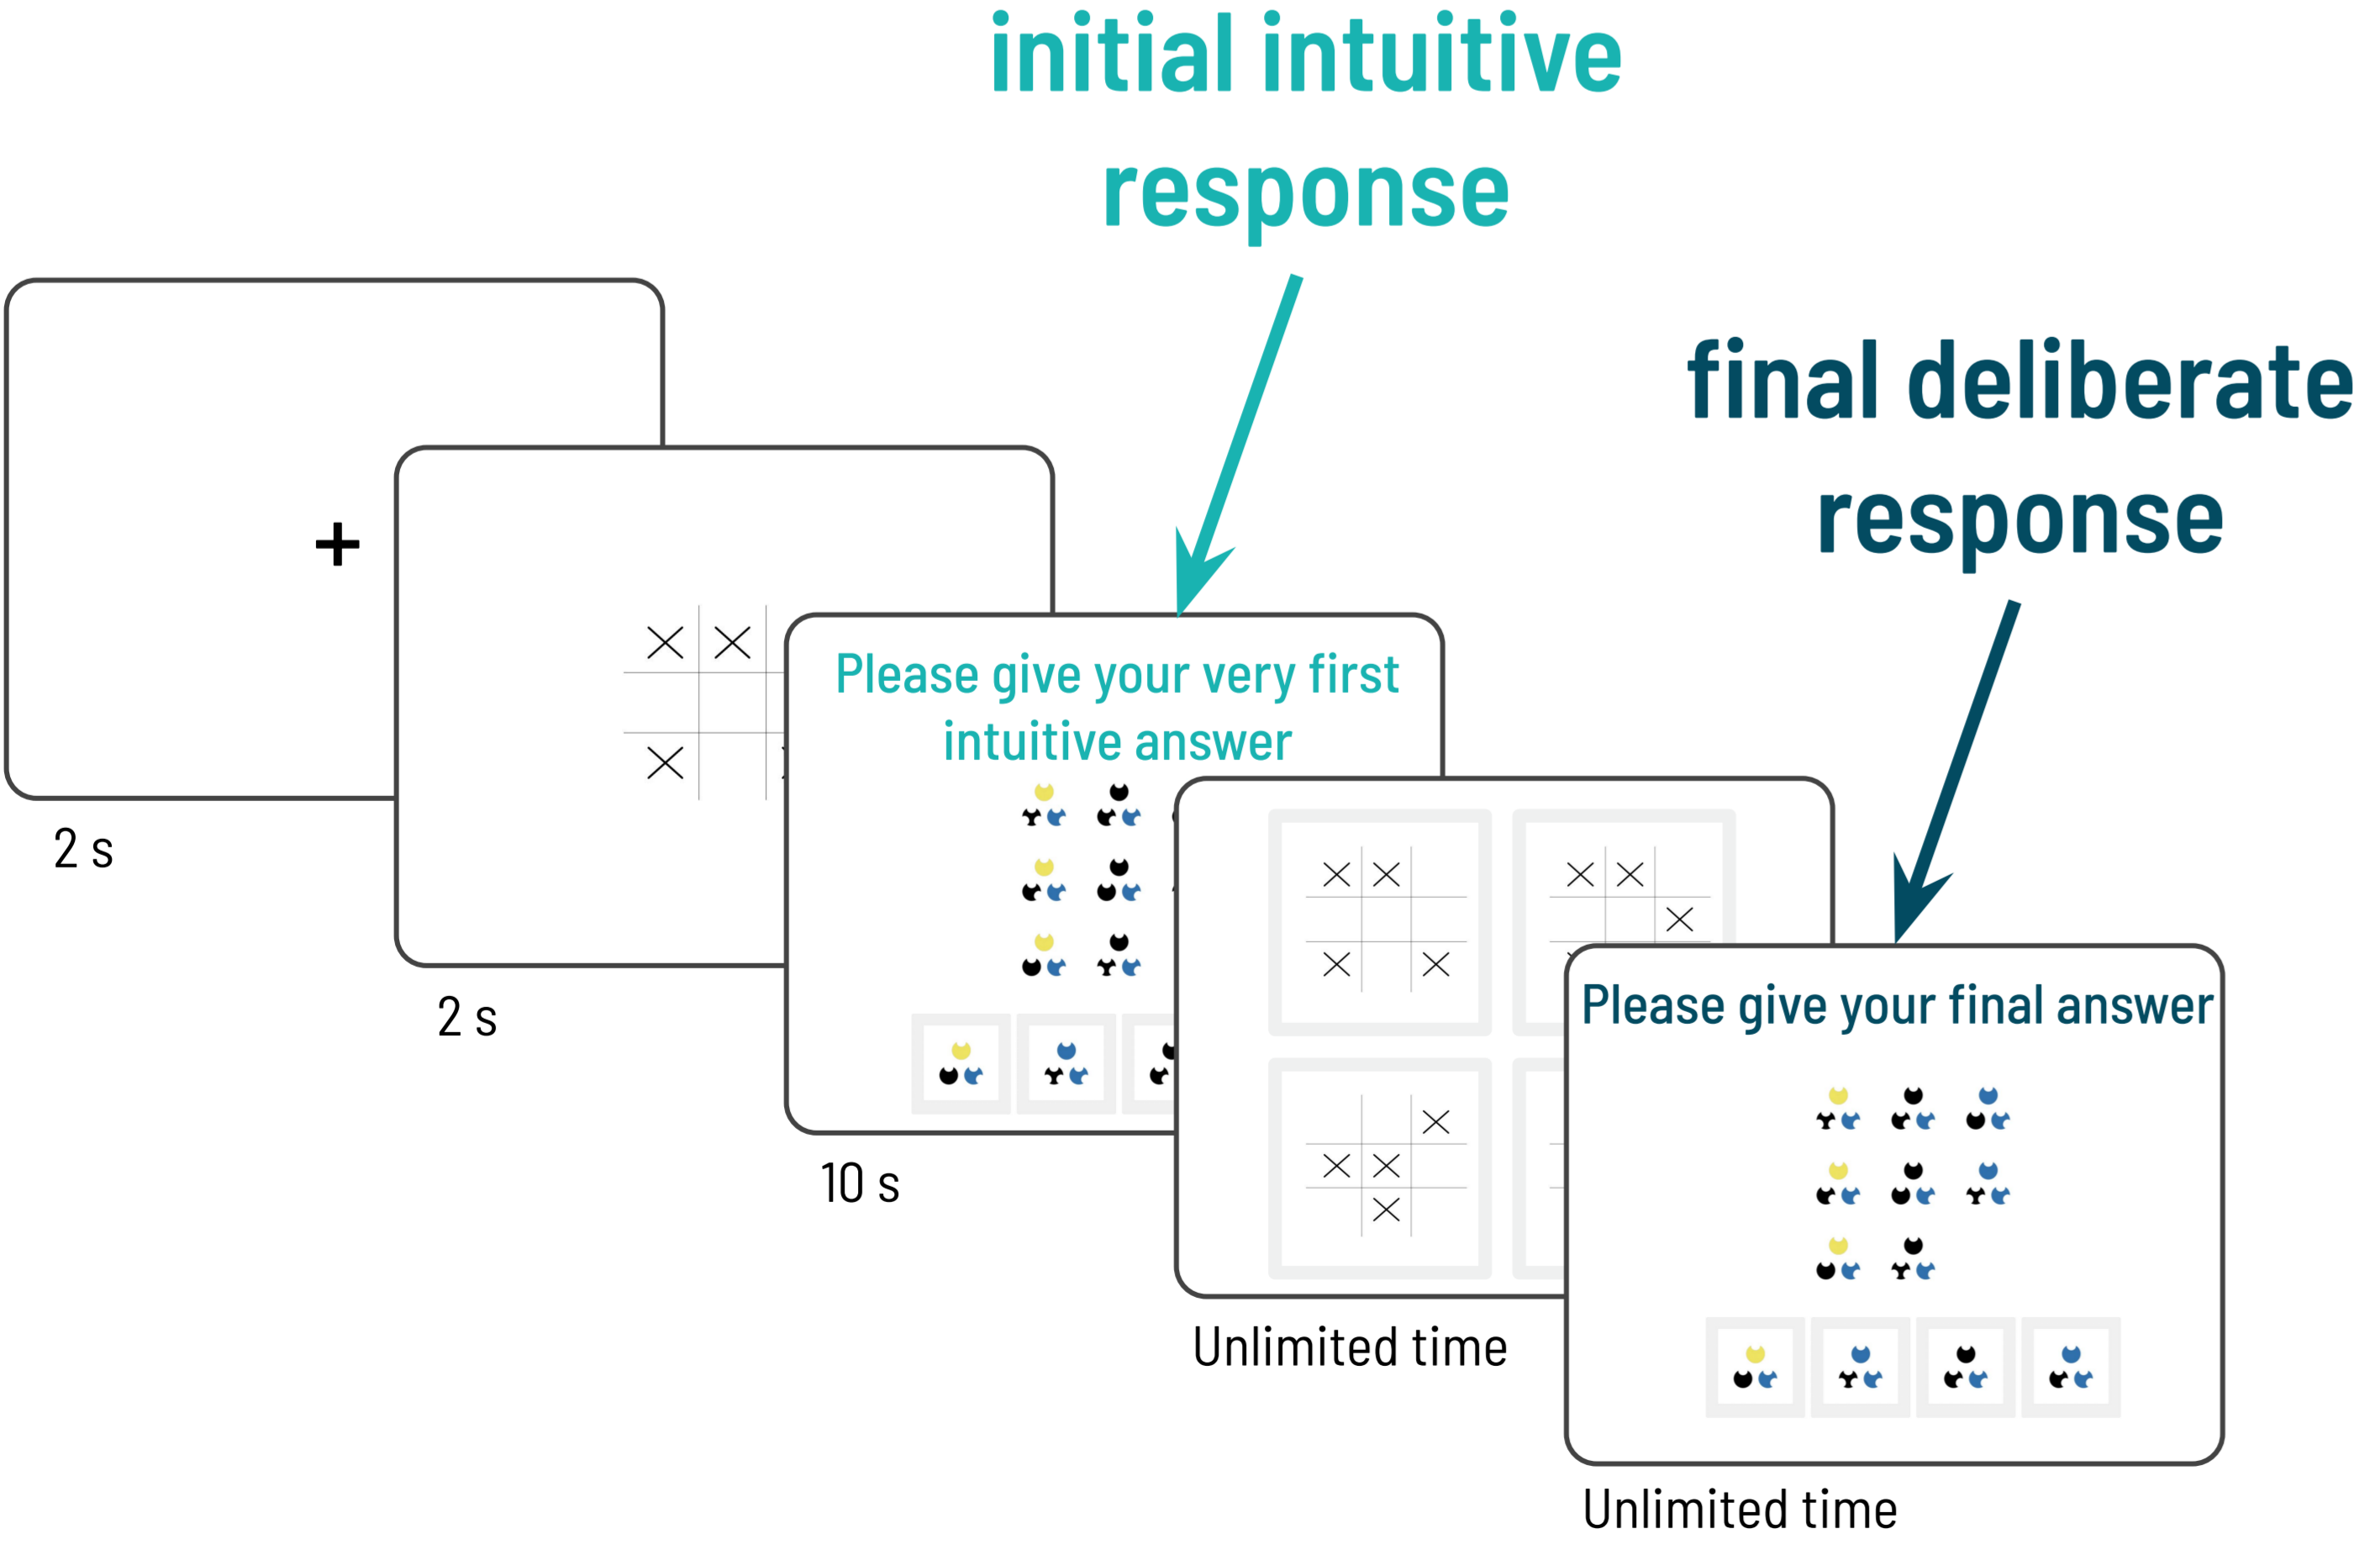 initial intuitive
response
final deliberate
response
+
2 s
2 s
Please give your very first
intuitive answer
10 s
Unlimited time
Please give your final answer
Unlimited time